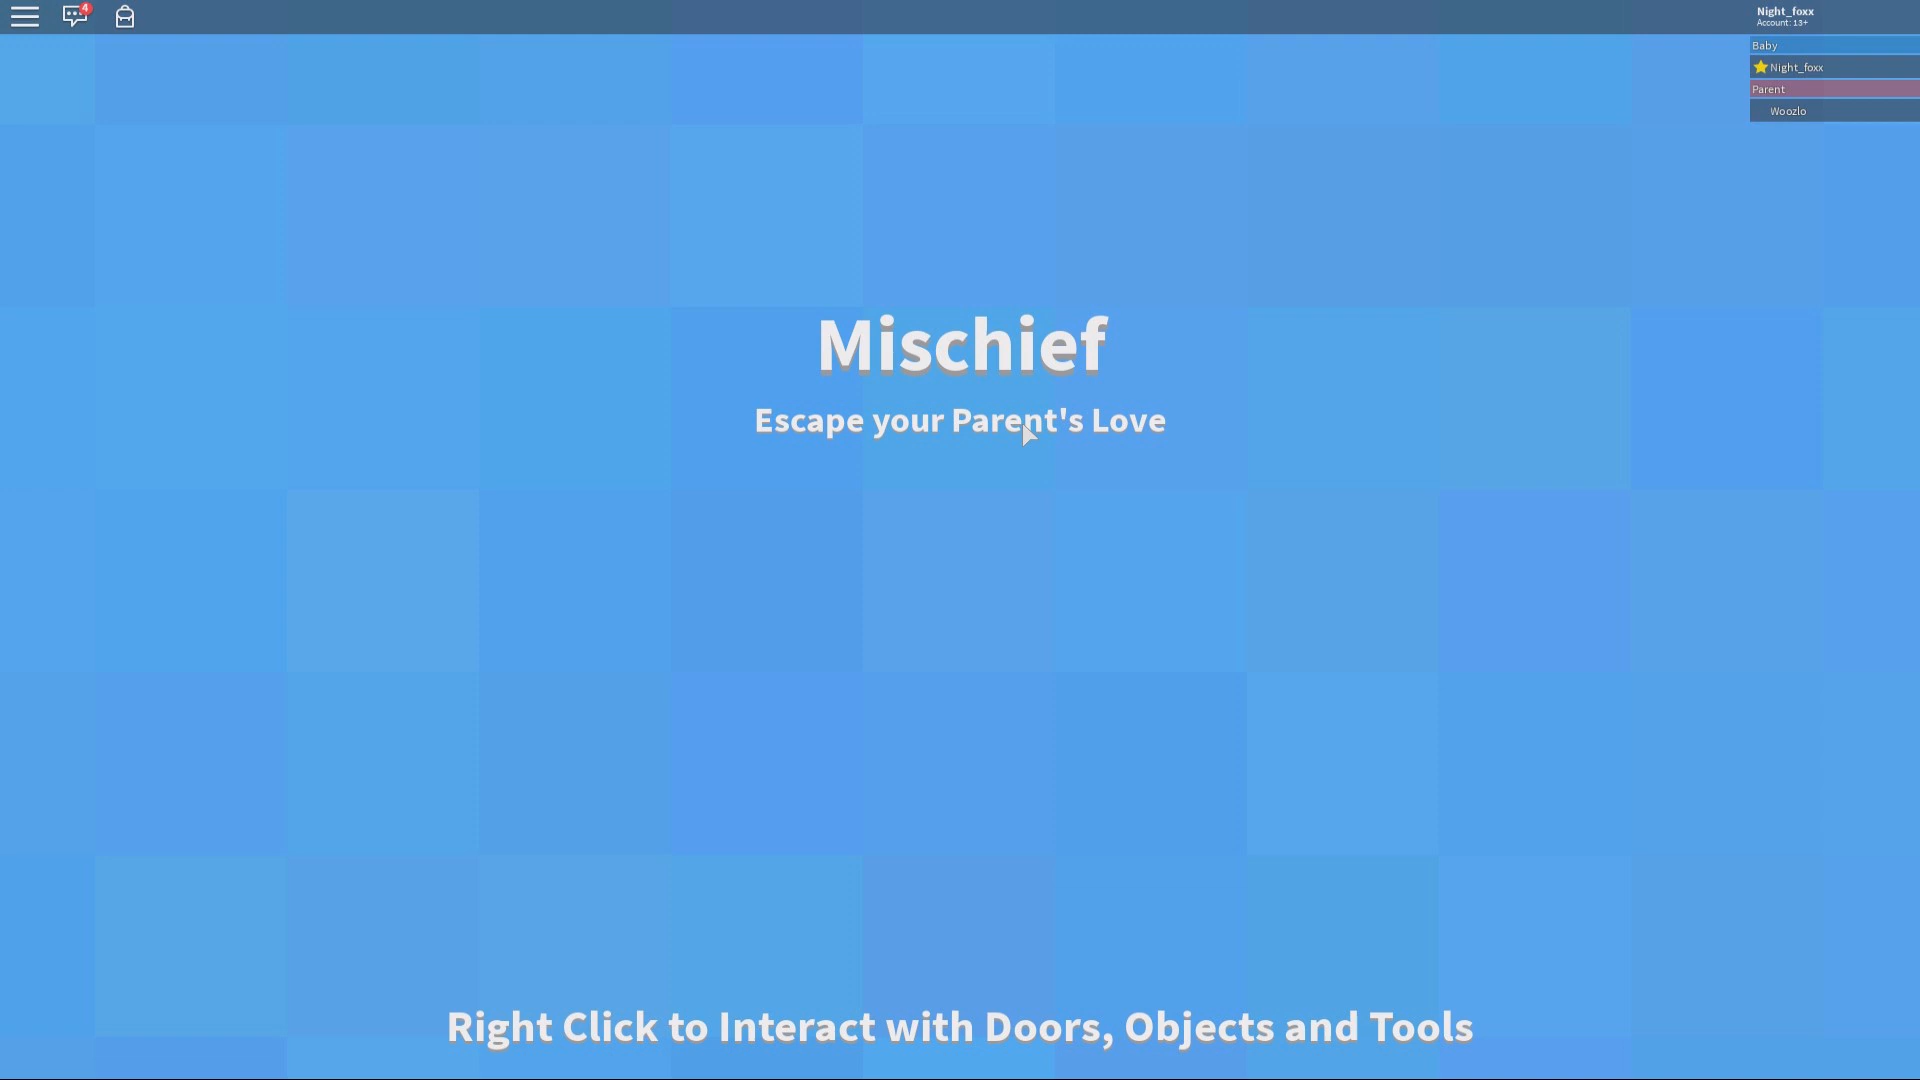 4
Night_foxx
Account: 13+
Baby
Night_foxx
Parent
Woozlo
Mischief
Escape your Parent's Love
Right Click to Interact with Doors, Objects and Tools